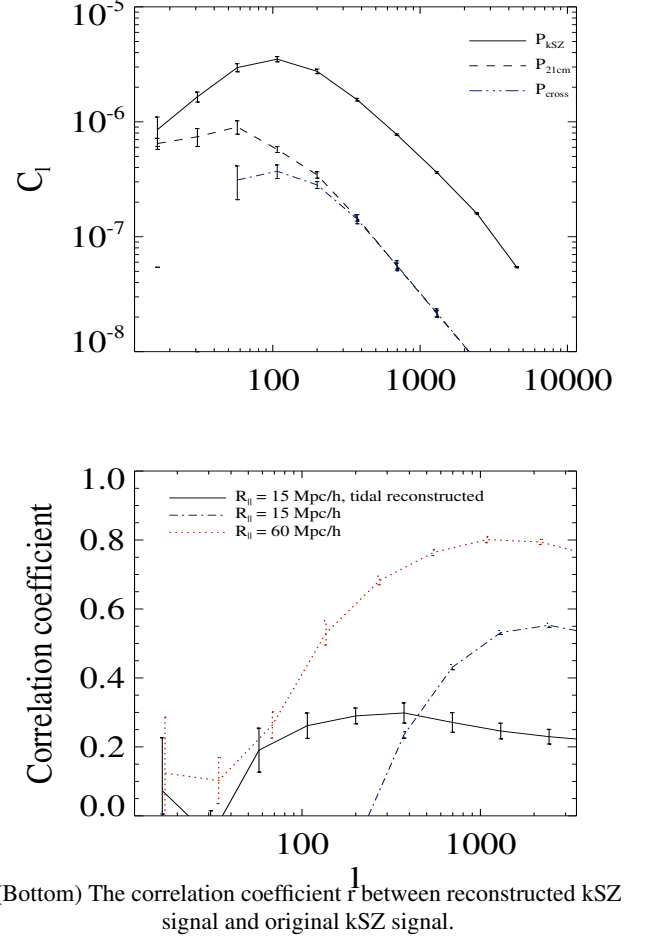 10^-5
P_kSZ
P_21cm
P_cross
10^-6
C_l
10^-7
10^-8
100 1000 10000
1.0
R_|| = 15 Mpc/h, tidal reconstructed
R_|| = 15 Mpc/h
R_|| = 60 Mpc/h
0.8
0.6
Correlation coefficient
0.4
0.2
0.0
100 1000
l
(Bottom) The correlation coefficient r between reconstructed kSZ
signal and original kSZ signal.